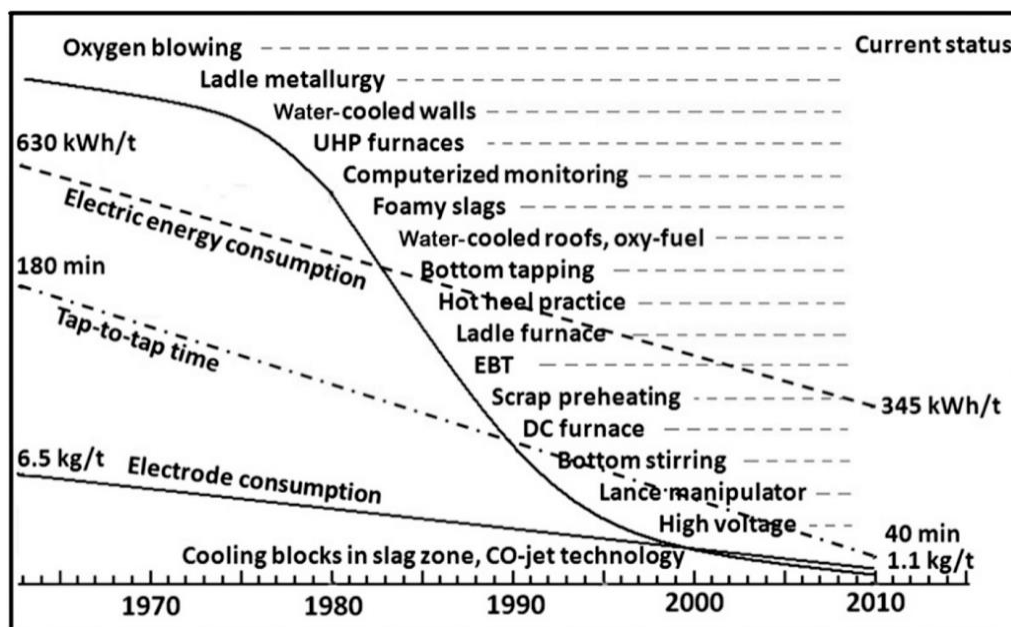 Oxygen blowing
Current status
Ladle metallurgy
Water-cooled walls
630 kWh/t
UHP furnaces
Computerized monitoring
Electric energy consumption
Foamy slags
Water-cooled roofs, oxy-fuel
180 min
Bottom tapping
Tap-to-tap time
Hot heel practice
Ladle furnace
EBT
Scrap preheating
345 kWh/t
DC furnace
6.5 kg/t
Electrode consumption
Bottom stirring
Lance manipulator
High voltage
40 min
Cooling blocks in slag zone, CO-jet technology
1.1 kg/t
1970 1980 1990 2000 2010